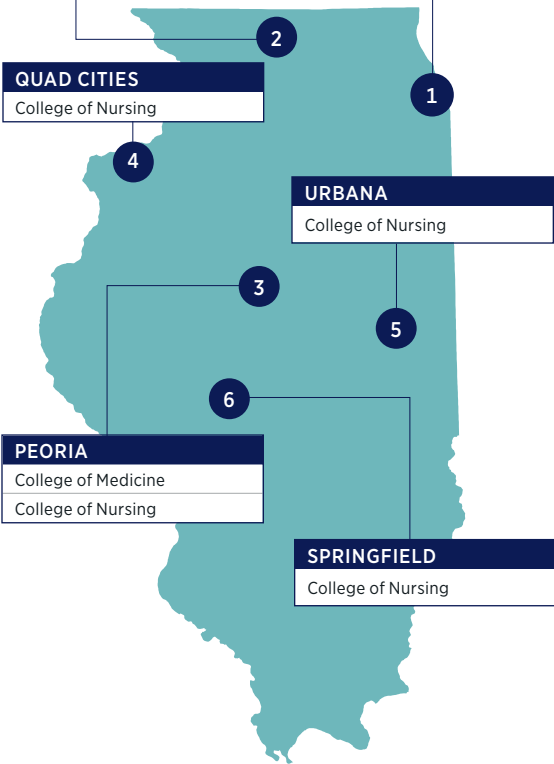 2
1
QUAD CITIES
College of Nursing
4
URBANA
College of Nursing
3
5
6
PEORIA
College of Medicine
College of Nursing
SPRINGFIELD
College of Nursing